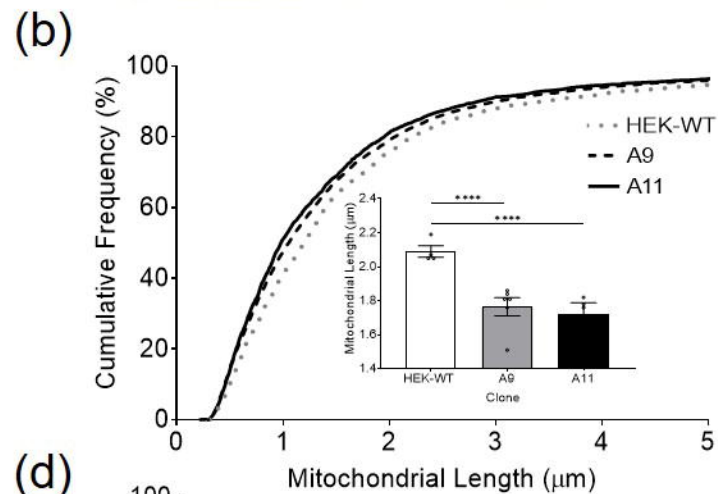 (b)
100
80
60
40
20
0
Cumulative Frequency (%)
0 1 2 3 4 5
Mitochondrial Length (μm)
HEK-WT
A9
A11
2.4
2.2
2.0
1.8
1.6
1.4
Mitochondrial Length (μm)
****
****
HEK-WT A9 A11
Clone
(d)
100